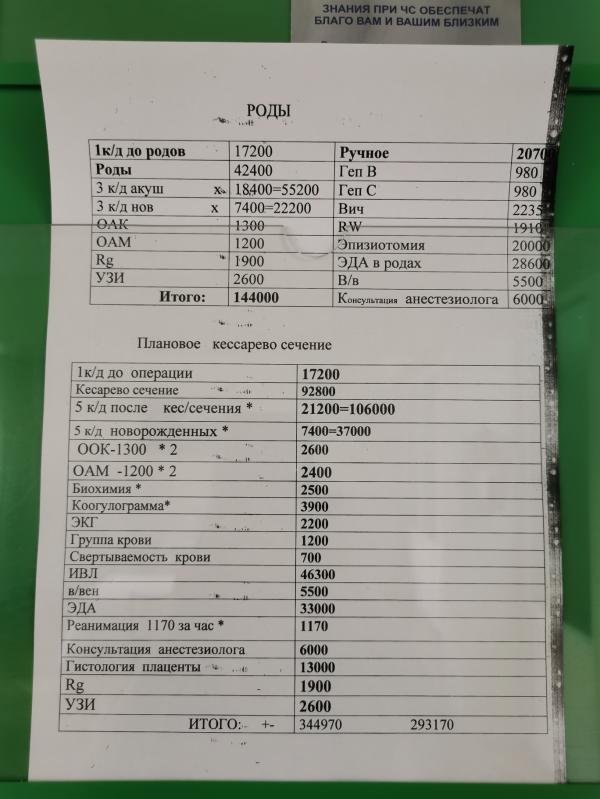 ЗНАНИЯ ПРИ ЧС ОБЕСПЕЧАТ
БЛАГО ВАМ И ВАШИМ БЛИЗКИМ
РОДЫ
1к/д до родов 17200 Ручное 20700
Роды 42400 Геп В 980
3 к/д акуш х 18400=55200 Геп С 980
3 к/д нов х 7400=22200 Вич 2235
ОАК 1300 RW 1910
ОАМ 1200 Эпизиотомия 20000
Rg 1900 ЭДА в родах 28600
УЗИ 2600 В/в 5500
Итого: 144000 Консультация анестезиолога 6000
Плановое кессарево сечение
1к/д до операции 17200
Кесарево сечение 92800
5 к/д после кес/сечения * 21200=106000
5 к/д новорожденных * 7400=37000
ООК-1300 * 2 2600
ОАМ -1200 * 2 2400
Биохимия * 2500
Коогулограмма* 3900
ЭКГ 2200
Группа крови 1200
Свертываемость крови 700
ИВЛ 46300
в/вен 5500
ЭДА 33000
Реанимация 1170 за час * 1170
Консультация анестезиолога 6000
Гистология плаценты 13000
Rg 1900
УЗИ 2600
ИТОГО: +- 344970 293170